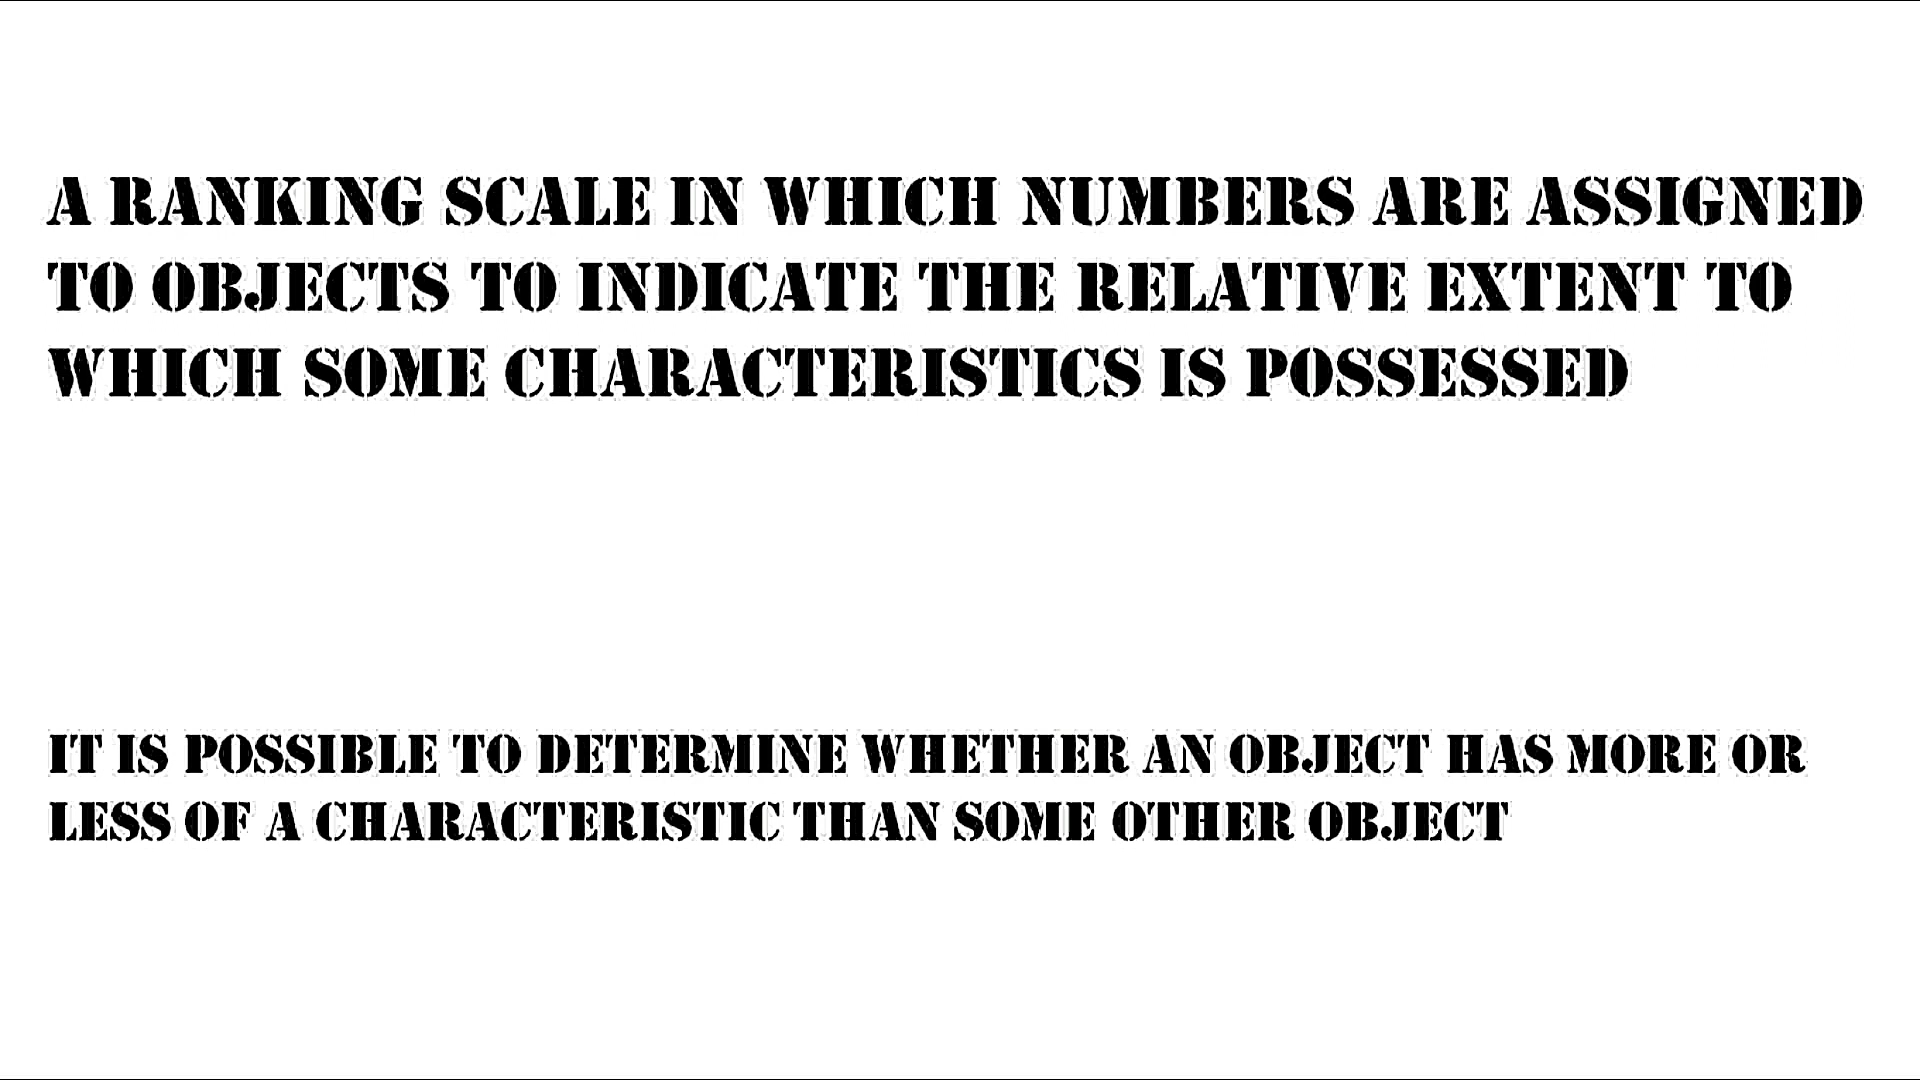 A RANKING SCALE IN WHICH NUMBERS ARE ASSIGNED
TO OBJECTS TO INDICATE THE RELATIVE EXTENT TO
WHICH SOME CHARACTERISTICS IS POSSESSED
IT IS POSSIBLE TO DETERMINE WHETHER AN OBJECT HAS MORE OR
LESS OF A CHARACTERISTIC THAN SOME OTHER OBJECT